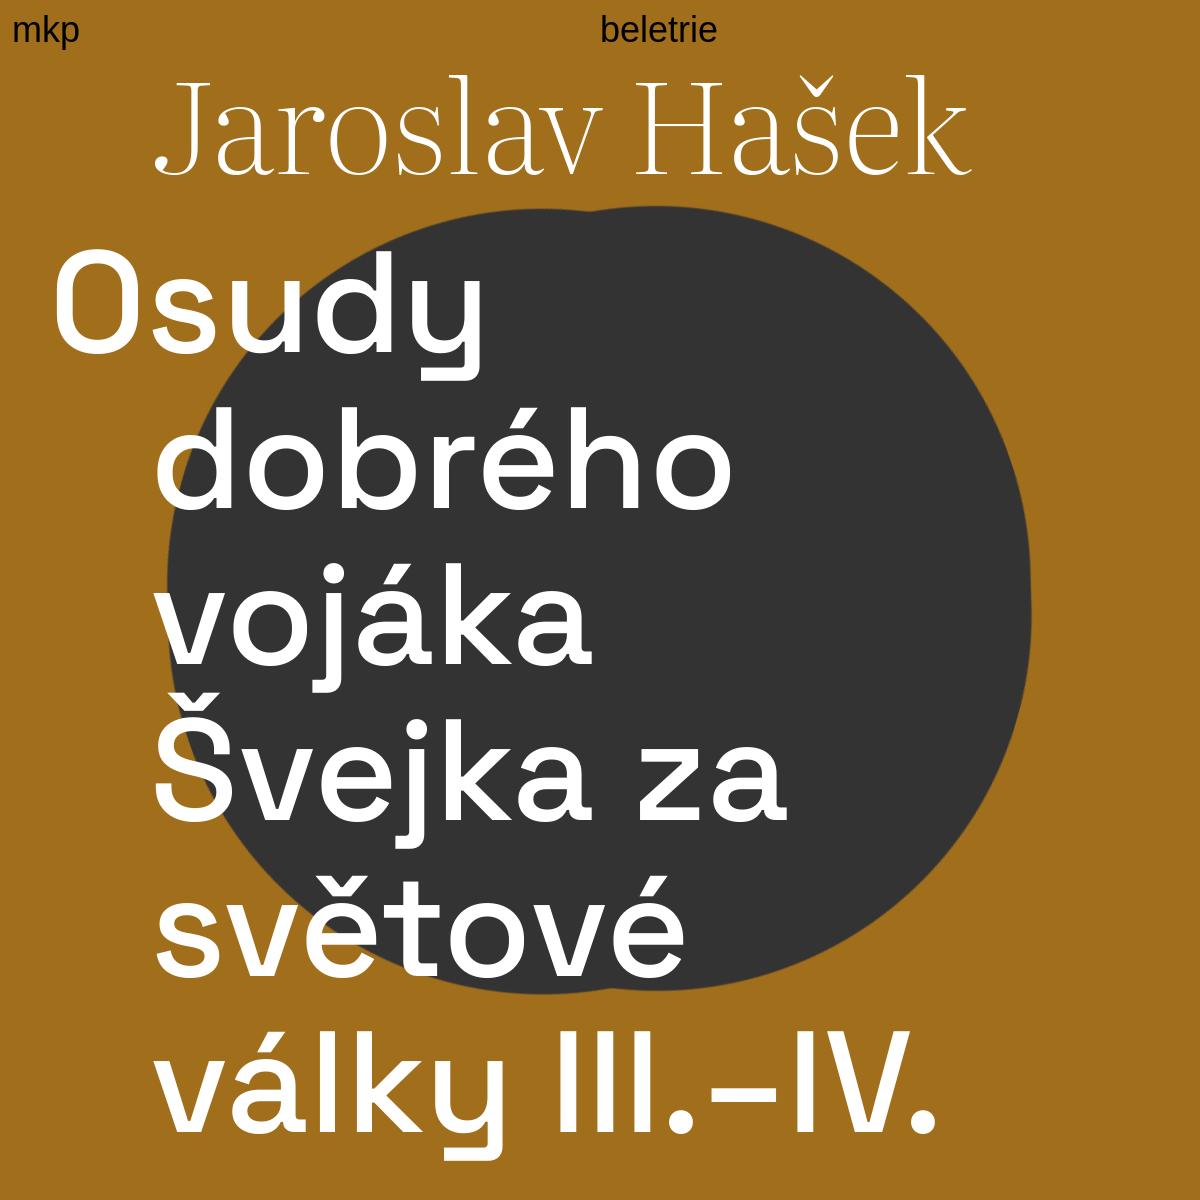 mkp beletrie
Jaroslav Hašek
Osudy
dobrého
vojáka
Švejka za
světové
války III.–IV.